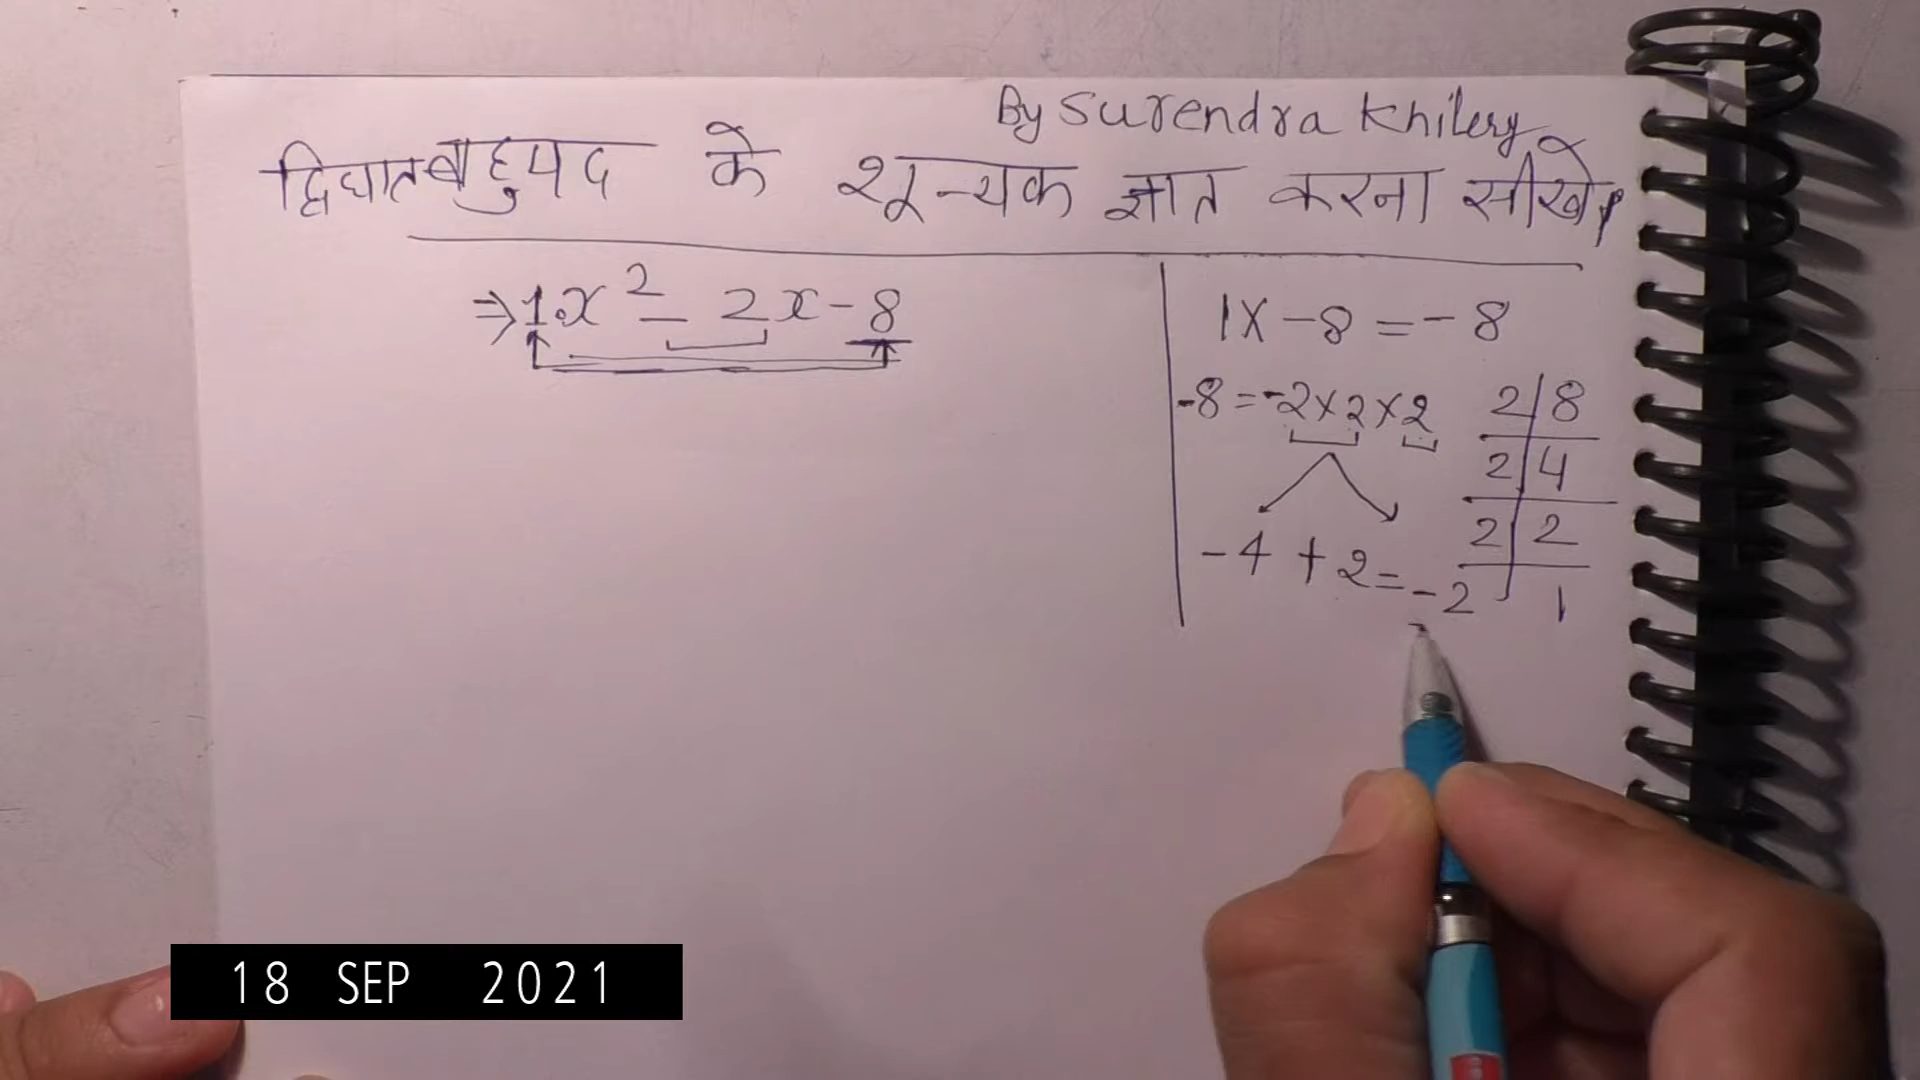 By Surendra Khilery
द्विघातबहुपद के शून्यक ज्ञात करना सीखे।
⇒ 1x² - 2x - 8
1 X - 8 = - 8
-8 = -2 x 2 x 2
- 4 + 2 = - 2
2 | 8
2 | 4
2 | 2
1
18 SEP 2021